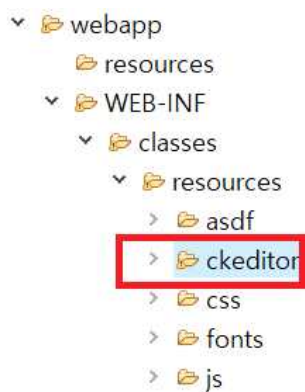 webapp
resources
WEB-INF
classes
resources
asdf
ckeditor
css
fonts
js